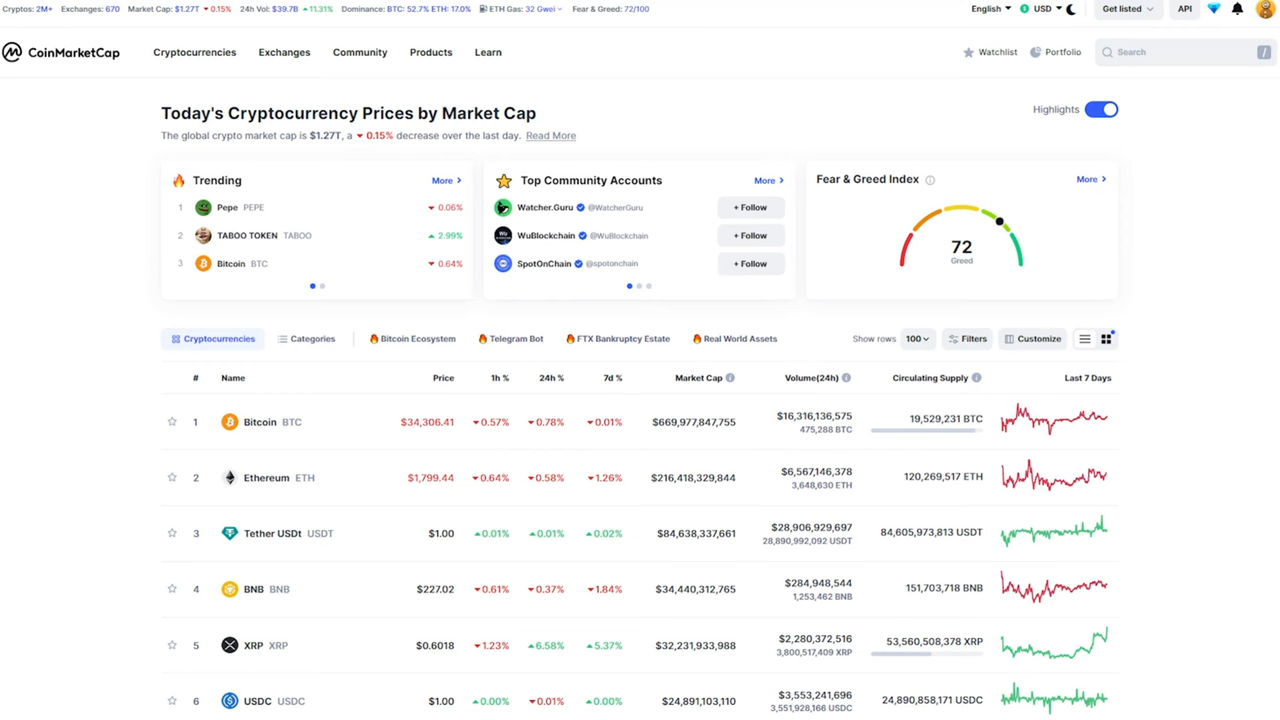 Cryptos: 2M+ Exchanges: 670 Market Cap: $1.27T 0.15% 24h Vol: $39.7B 11.31% Dominance: BTC: 52.7% ETH: 17.0% ETH Gas: 32 Gwei Fear & Greed: 72/100 English USD Get listed API
CoinMarketCap Cryptocurrencies Exchanges Community Products Learn Watchlist Portfolio Search /
Today's Cryptocurrency Prices by Market Cap Highlights
The global crypto market cap is $1.27T, a 0.15% decrease over the last day. Read More
Trending More >
1 Pepe PEPE 0.06%
2 TABOO TOKEN TABOO 2.99%
3 Bitcoin BTC 0.64%
Top Community Accounts More >
Watcher.Guru @WatcherGuru + Follow
WuBlockchain @WuBlockchain + Follow
SpotOnChain @spotonchain + Follow
Fear & Greed Index More >
72
Greed
Cryptocurrencies Categories Bitcoin Ecosystem Telegram Bot FTX Bankruptcy Estate Real World Assets Show rows 100 Filters Customize
# Name Price 1h % 24h % 7d % Market Cap Volume(24h) Circulating Supply Last 7 Days
1 Bitcoin BTC $34,306.41 0.57% 0.78% 0.01% $669,977,847,755 $16,316,136,575 19,529,231 BTC
475,288 BTC
2 Ethereum ETH $1,799.44 0.64% 0.58% 1.26% $216,418,329,844 $6,567,146,378 120,269,517 ETH
3,648,630 ETH
3 Tether USDt USDT $1.00 0.01% 0.01% 0.02% $84,638,337,661 $28,906,929,697 84,605,973,813 USDT
28,890,992,092 USDT
4 BNB BNB $227.02 0.61% 0.37% 1.84% $34,440,312,765 $284,948,544 151,703,718 BNB
1,253,462 BNB
5 XRP XRP $0.6018 1.23% 6.58% 5.37% $32,231,933,988 $2,280,372,516 53,560,508,378 XRP
3,800,517,409 XRP
6 USDC USDC $1.00 0.00% 0.01% 0.00% $24,891,103,110 $3,553,241,696 24,890,858,171 USDC
3,551,928,166 USDC